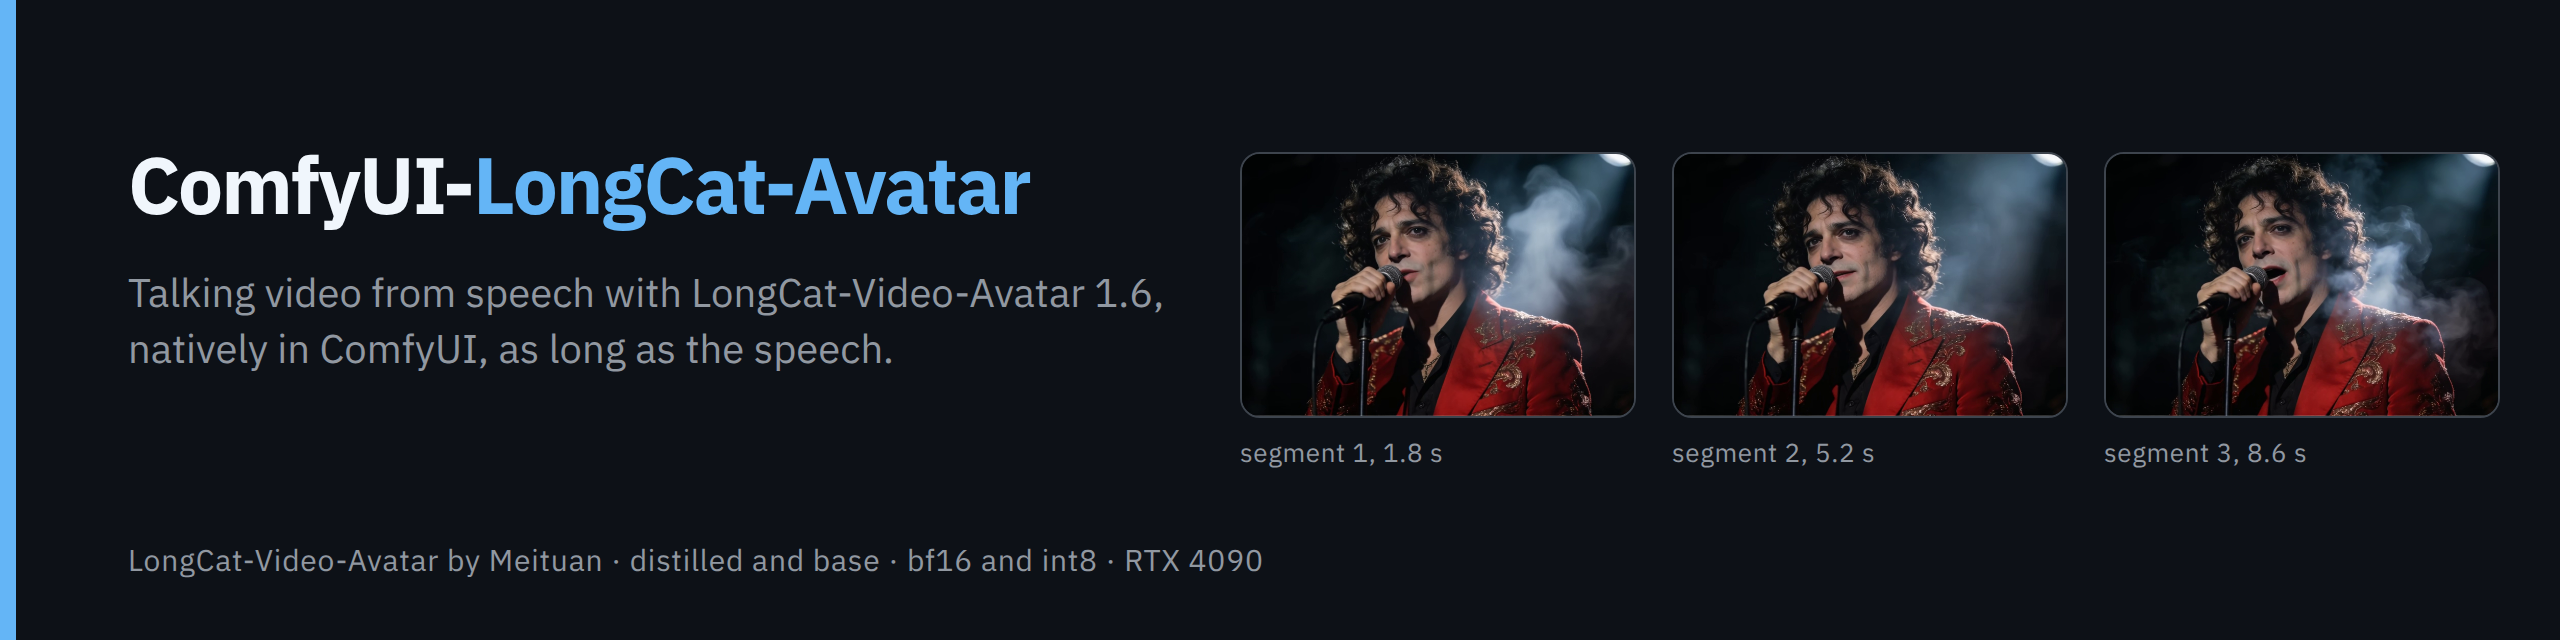 ComfyUI-LongCat-Avatar
Talking video from speech with LongCat-Video-Avatar 1.6,
natively in ComfyUI, as long as the speech.
segment 1, 1.8 s
segment 2, 5.2 s
segment 3, 8.6 s
LongCat-Video-Avatar by Meituan · distilled and base · bf16 and int8 · RTX 4090